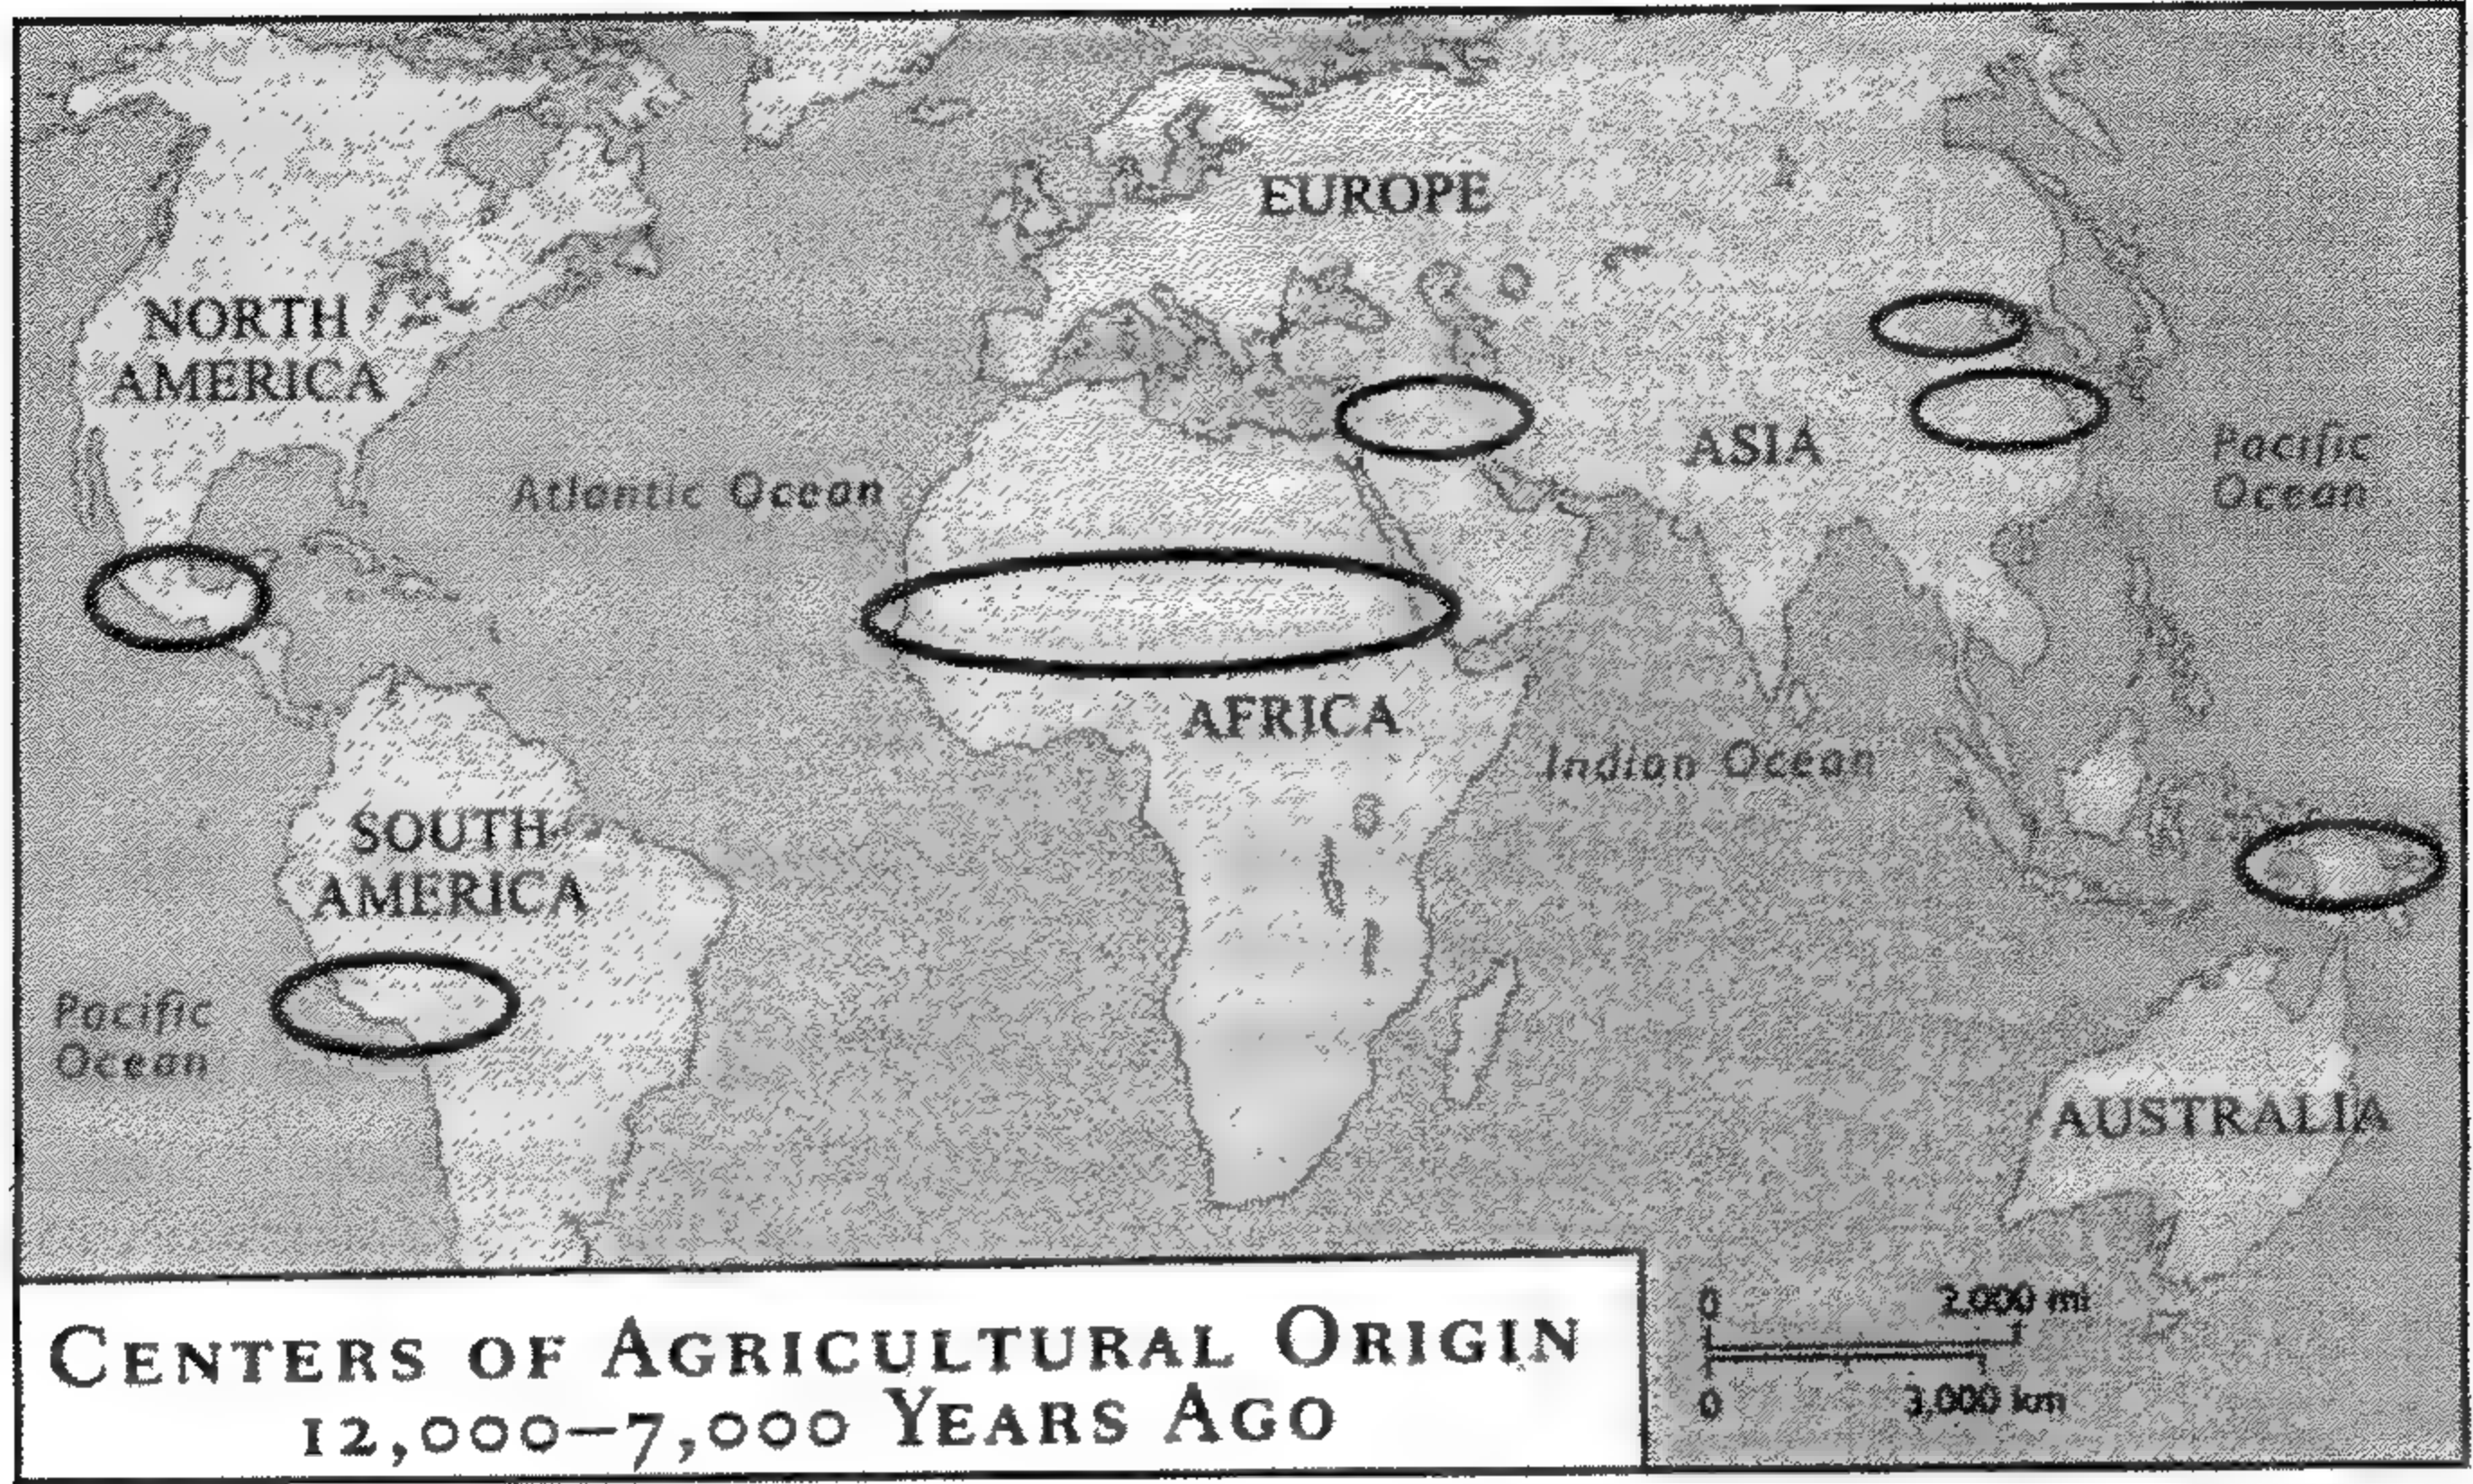 EUROPE
NORTH
AMERICA
ASIA
Pacific
Ocean
Atlantic Ocean
AFRICA
Indian Ocean
SOUTH
AMERICA
Pacific
Ocean
AUSTRALIA
CENTERS OF AGRICULTURAL ORIGIN
12,000–7,000 YEARS AGO
0 2,000 mi
0 3,000 km